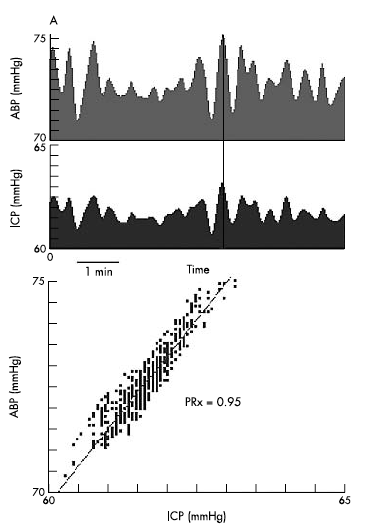 A
75
ABP (mmHg)
70
65
ICP (mmHg)
60
0
65
1 min
Time
75
ABP (mmHg)
PRx = 0.95
70
60
65
ICP (mmHg)